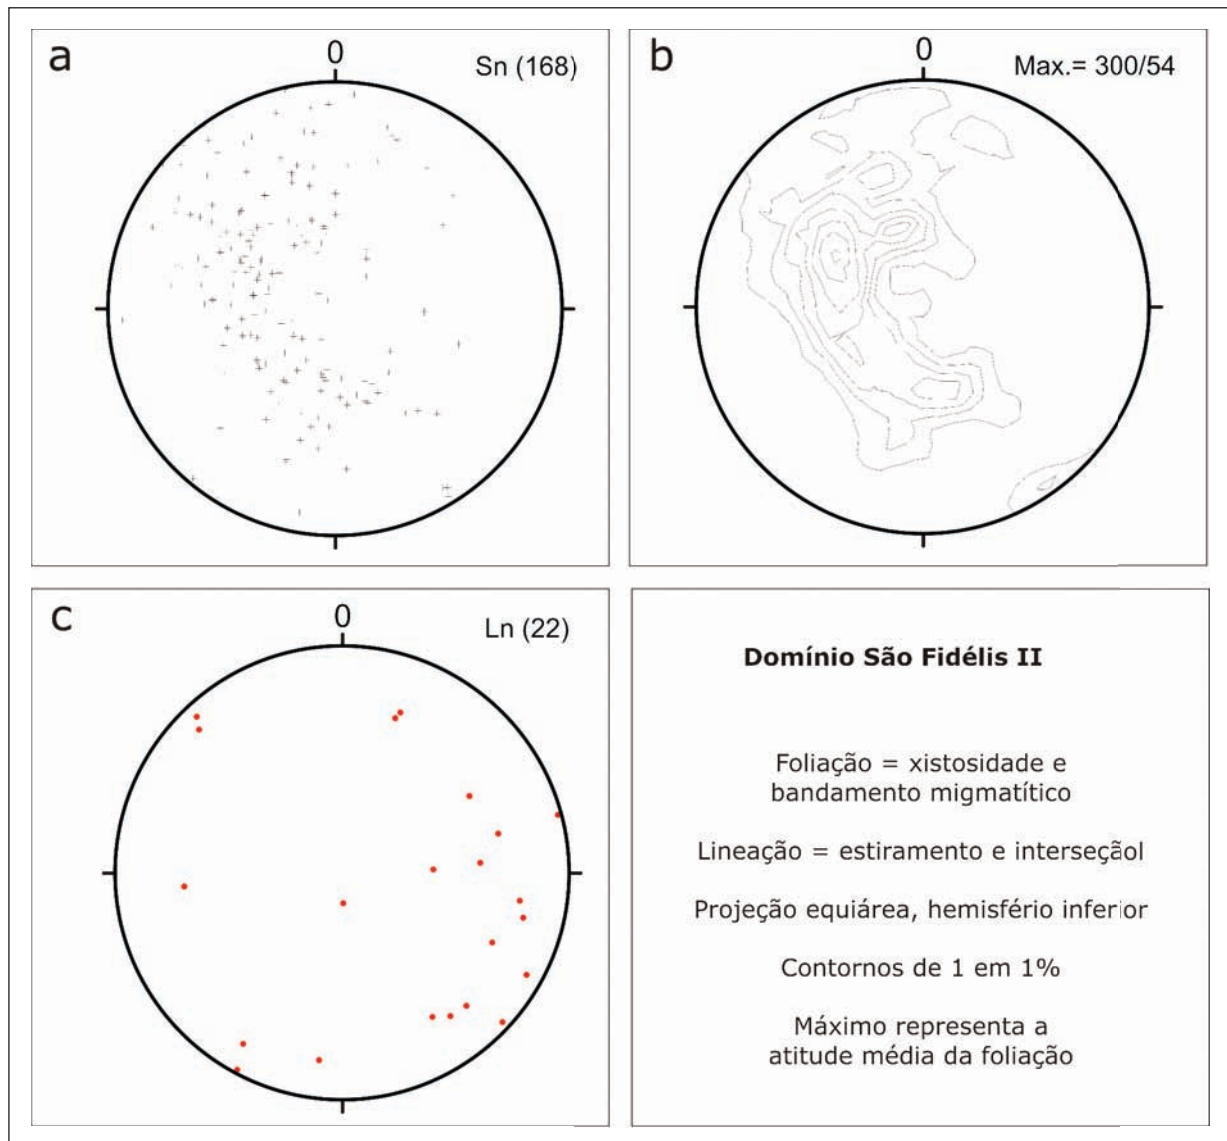 a
0
Sn (168)
b
0
Max.= 300/54
c
0
Ln (22)
Domínio São Fidélis II
Foliação = xistosidade e
bandamento migmatítico
Lineação = estiramento e interseçãol
Projeção equiárea, hemisfério inferior
Contornos de 1 em 1%
Máximo representa a
atitude média da foliação